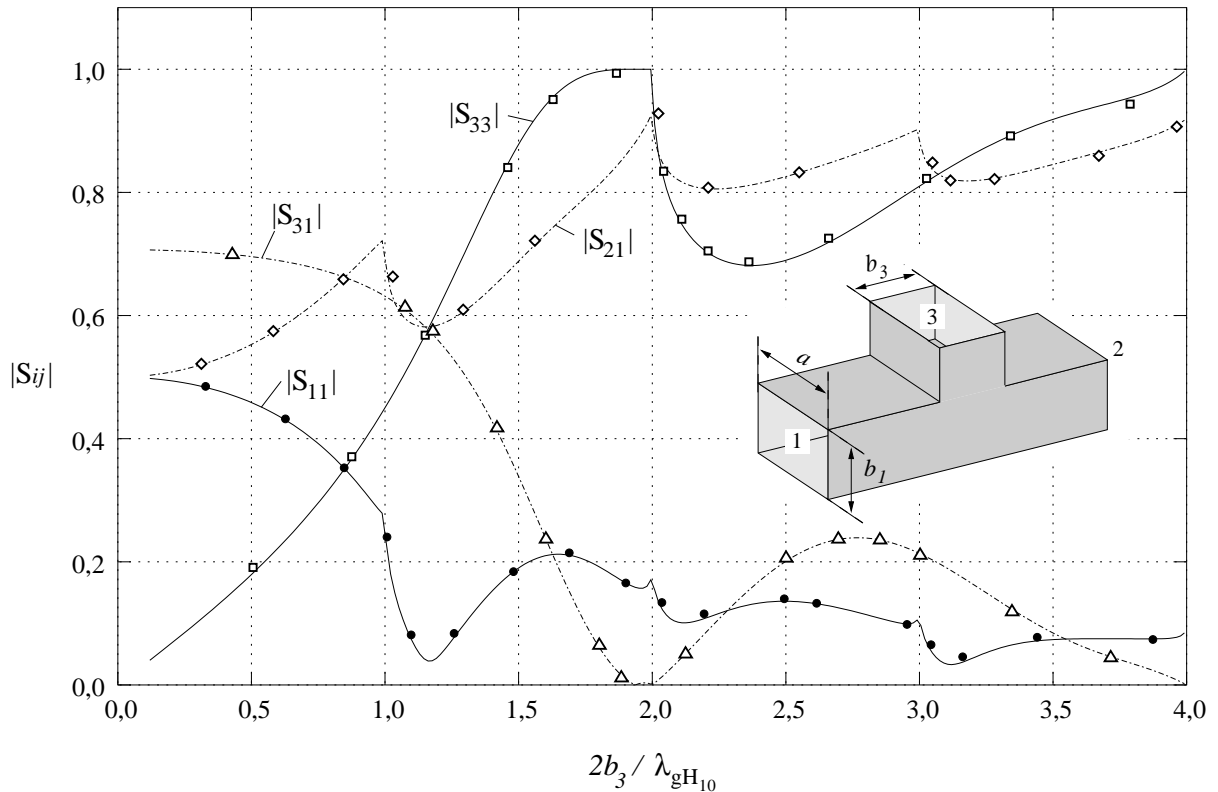 1,0
0,8
0,6
0,4
0,2
0,0
|Sij|
|S33|
|S31|
|S21|
|S11|
b3
3
a
2
1
b1
0,0 0,5 1,0 1,5 2,0 2,5 3,0 3,5 4,0
2b3 / λgH10